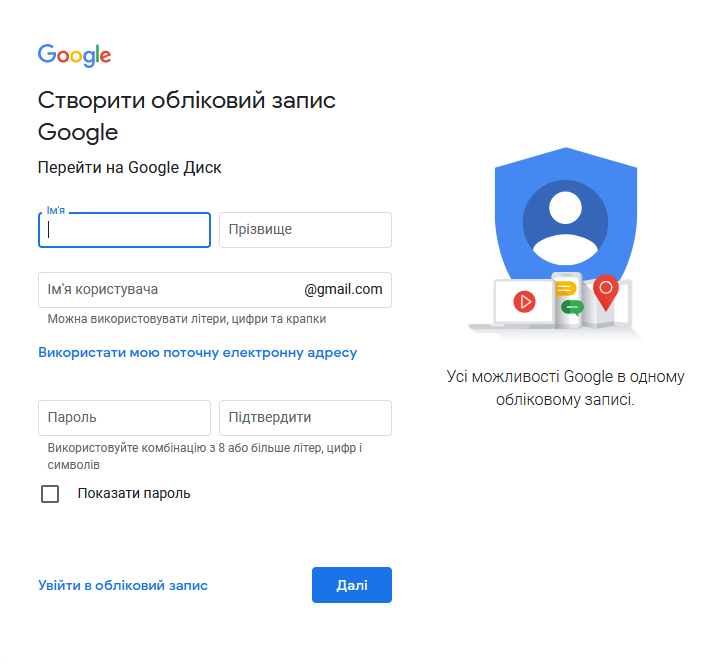 Google
Створити обліковий запис
Google
Перейти на Google Диск
Ім'я
Прізвище
Ім'я користувача
@gmail.com
Можна використовувати літери, цифри та крапки
Використати мою поточну електронну адресу
Пароль
Підтвердити
Використовуйте комбінацію з 8 або більше літер, цифр і
символів
Показати пароль
Увійти в обліковий запис
Далі
Усі можливості Google в одному
обліковому записі.